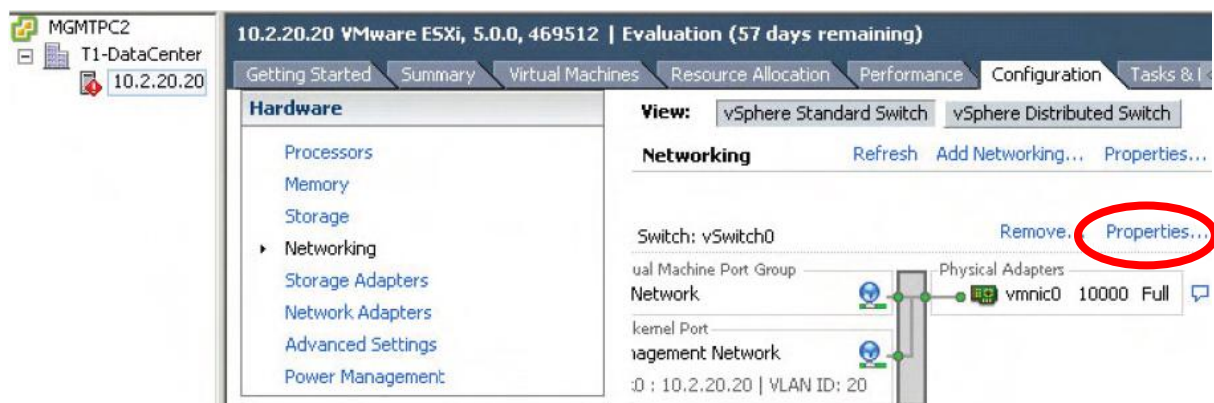 MGMTPC2
T1-DataCenter
10.2.20.20
10.2.20.20 VMware ESXi, 5.0.0, 469512 | Evaluation (57 days remaining)
Getting Started Summary Virtual Machines Resource Allocation Performance Configuration Tasks &
Hardware
Processors
Memory
Storage
Networking
Storage Adapters
Network Adapters
Advanced Settings
Power Management
View: vSphere Standard Switch vSphere Distributed Switch
Networking Refresh Add Networking... Properties...
Switch: vSwitch0 Remove... Properties...
ual Machine Port Group Physical Adapters
Network vmnic0 10000 Full
kernel Port
nagement Network
:0 : 10.2.20.20 | VLAN ID: 20